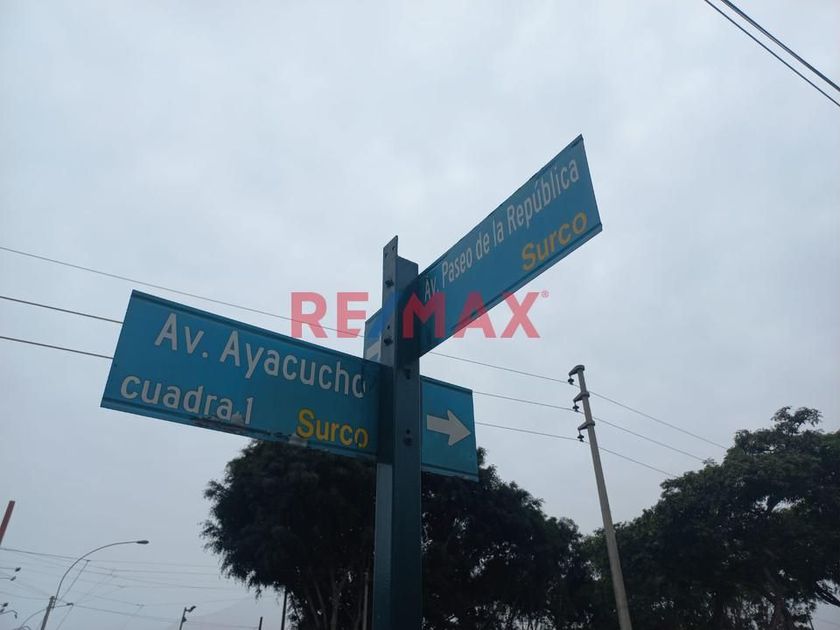 Av. Paseo de la República
Surco
RE/MAX®
Av. Ayacucho
cuadra 1
Surco